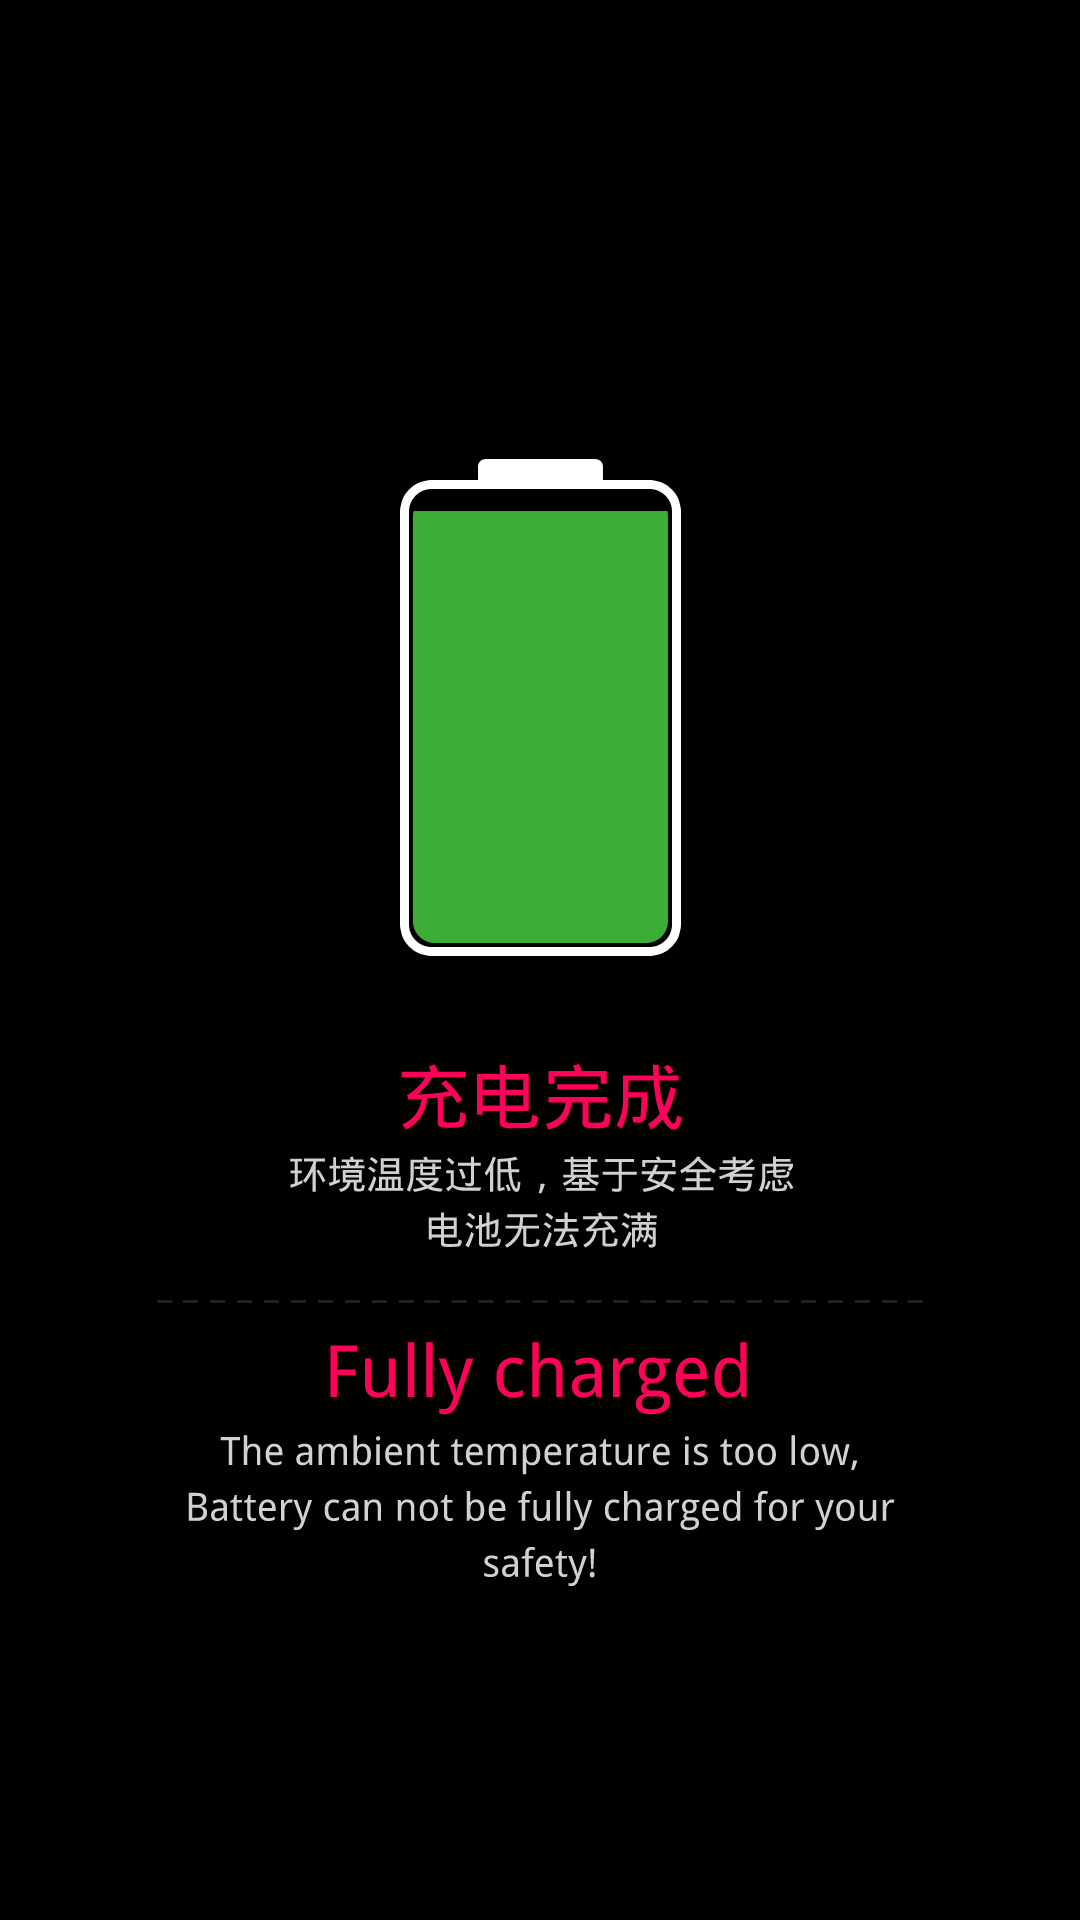 充电完成
环境温度过低，基于安全考虑
电池无法充满
Fully charged
The ambient temperature is too low,
Battery can not be fully charged for your
safety!